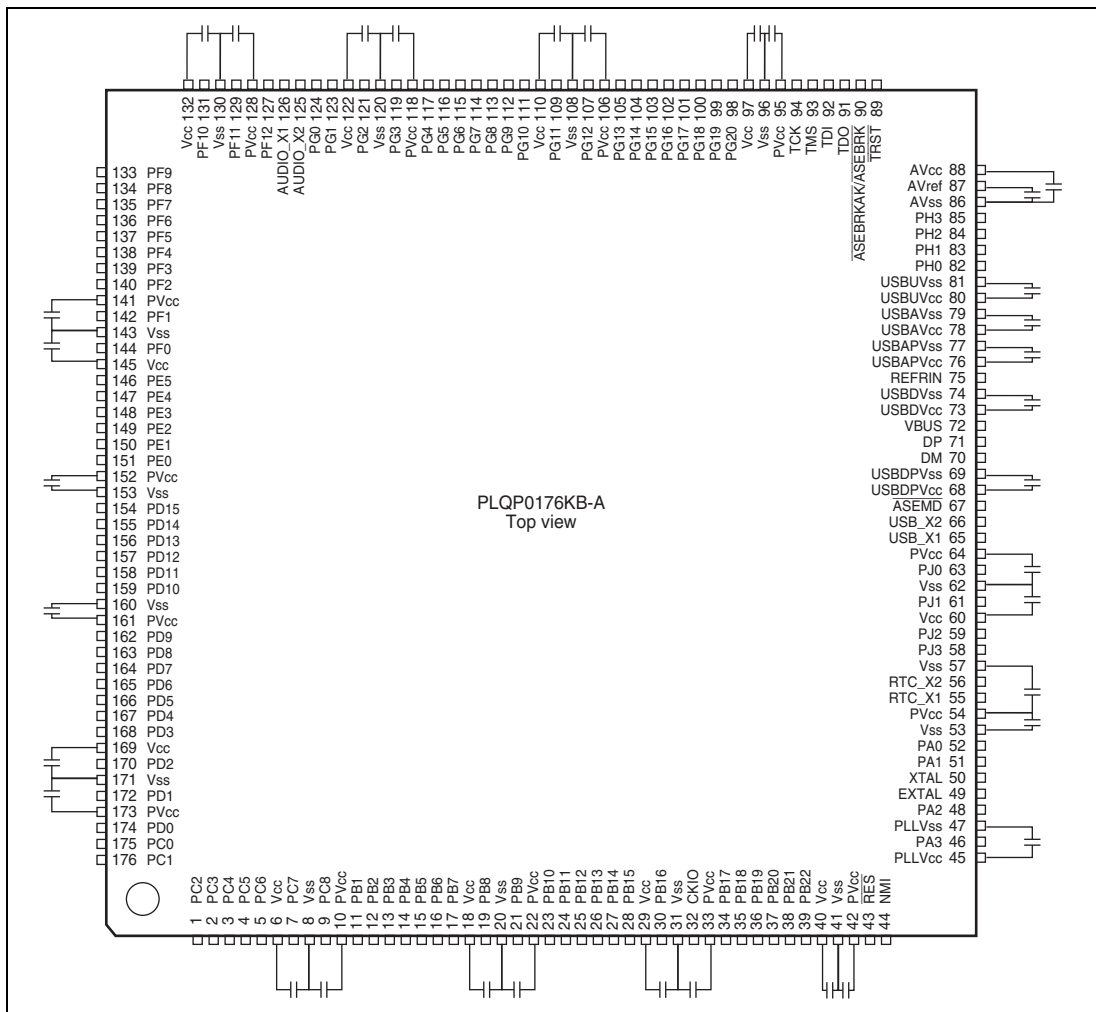 Vcc 132
PF10 131
Vss 130
PF11 129
PVcc 128
PF12 127
AUDIO_X1 126
AUDIO_X2 125
PG0 124
PG1 123
Vcc 122
PG2 121
Vss 120
PG3 119
PVcc 118
PG4 117
PG5 116
PG6 115
PG7 114
PG8 113
PG9 112
PG10 111
Vcc 110
PG11 109
Vss 108
PG12 107
PVcc 106
PG13 105
PG14 104
PG15 103
PG16 102
PG17 101
PG18 100
PG19 99
PG20 98
Vcc 97
Vss 96
PVcc 95
TCK 94
TMS 93
TDI 92
TDO 91
ASEBRKAK/ASEBRK 90
TRST 89
133 PF9
134 PF8
135 PF7
136 PF6
137 PF5
138 PF4
139 PF3
140 PF2
141 PVcc
142 PF1
143 Vss
144 PF0
145 Vcc
146 PE5
147 PE4
148 PE3
149 PE2
150 PE1
151 PE0
152 PVcc
153 Vss
154 PD15
155 PD14
156 PD13
157 PD12
158 PD11
159 PD10
160 Vss
161 PVcc
162 PD9
163 PD8
164 PD7
165 PD6
166 PD5
167 PD4
168 PD3
169 Vcc
170 PD2
171 Vss
172 PD1
173 PVcc
174 PD0
175 PC0
176 PC1
PLQP0176KB-A
Top view
AVcc 88
AVref 87
AVss 86
PH3 85
PH2 84
PH1 83
PH0 82
USBUVss 81
USBUVcc 80
USBAVss 79
USBAVcc 78
USBAPVss 77
USBAPVcc 76
REFRIN 75
USBDVss 74
USBDVcc 73
VBUS 72
DP 71
DM 70
USBDPVss 69
USBDPVcc 68
ASEMD 67
USB_X2 66
USB_X1 65
PVcc 64
PJ0 63
Vss 62
PJ1 61
Vcc 60
PJ2 59
PJ3 58
Vss 57
RTC_X2 56
RTC_X1 55
PVcc 54
Vss 53
PA0 52
PA1 51
XTAL 50
EXTAL 49
PA2 48
PLLVss 47
PA3 46
PLLVcc 45
1 PC2
2 PC3
3 PC4
4 PC5
5 PC6
6 Vcc
7 PC7
8 Vss
9 PC8
10 PVcc
11 PB1
12 PB2
13 PB3
14 PB4
15 PB5
16 PB6
17 PB7
18 Vcc
19 PB8
20 Vss
21 PB9
22 PVcc
23 PB10
24 PB11
25 PB12
26 PB13
27 PB14
28 PB15
29 Vcc
30 PB16
31 Vss
32 CKIO
33 PVcc
34 PB17
35 PB18
36 PB19
37 PB20
38 PB21
39 PB22
40 Vcc
41 Vss
42 PVcc
43 RES
44 NMI